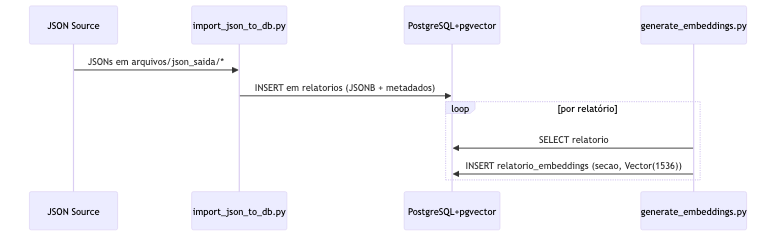 JSON Source
import_json_to_db.py
PostgreSQL+pgvector
generate_embeddings.py
JSONs em arquivos/json_saida/*
INSERT em relatorios (JSONB + metadados)
loop
[por relatório]
SELECT relatorio
INSERT relatorio_embeddings (secao, Vector(1536))
JSON Source
import_json_to_db.py
PostgreSQL+pgvector
generate_embeddings.py